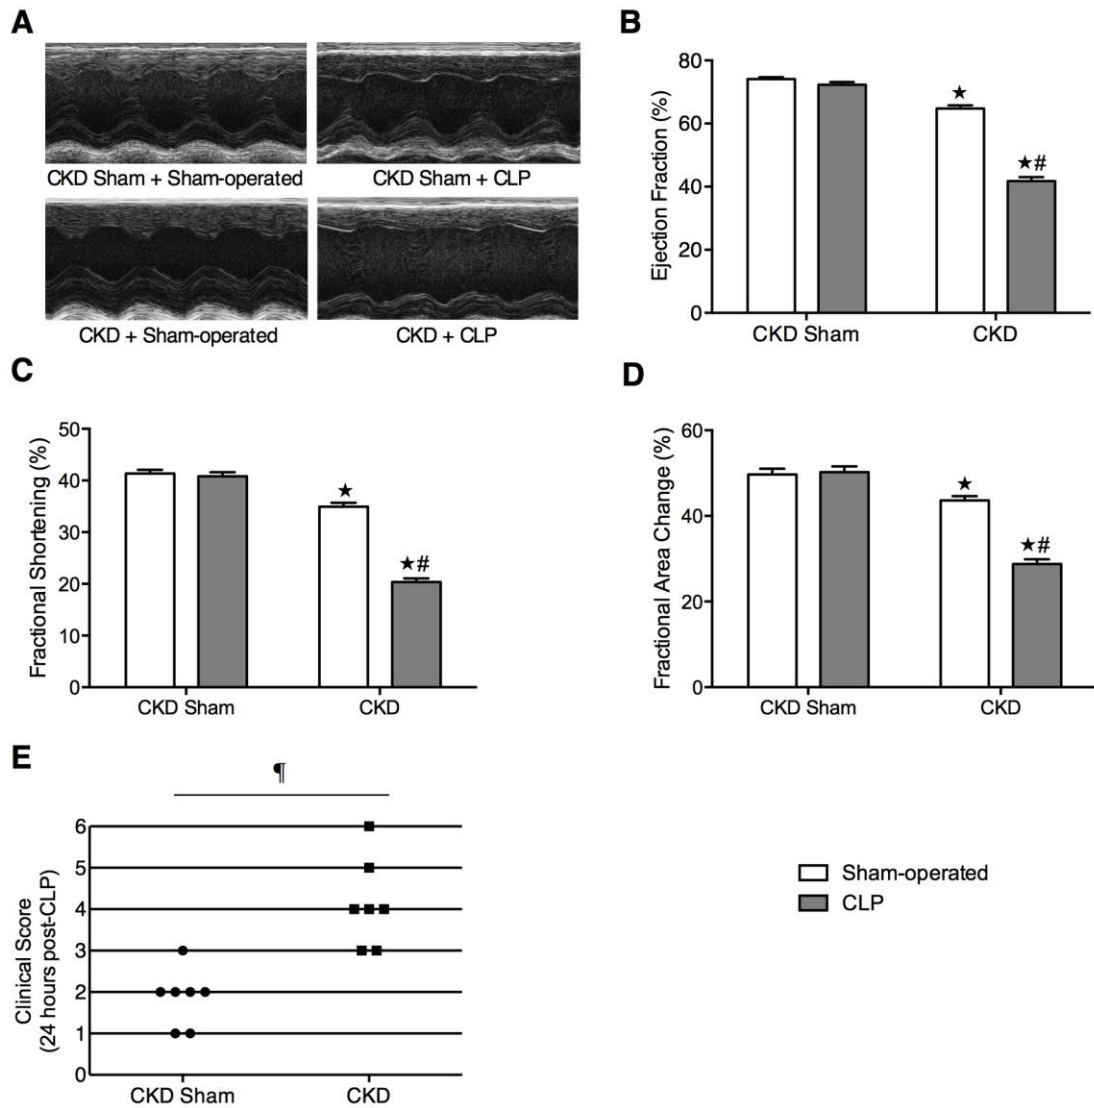 A
CKD Sham + Sham-operated
CKD Sham + CLP
CKD + Sham-operated
CKD + CLP
B
Ejection Fraction (%)
80
60
40
20
0
★
★#
CKD Sham
CKD
C
Fractional Shortening (%)
50
40
30
20
10
0
★
★#
CKD Sham
CKD
D
Fractional Area Change (%)
60
40
20
0
★
★#
CKD Sham
CKD
E
¶
Clinical Score
(24 hours post-CLP)
6
5
4
3
2
1
0
CKD Sham
CKD
Sham-operated
CLP